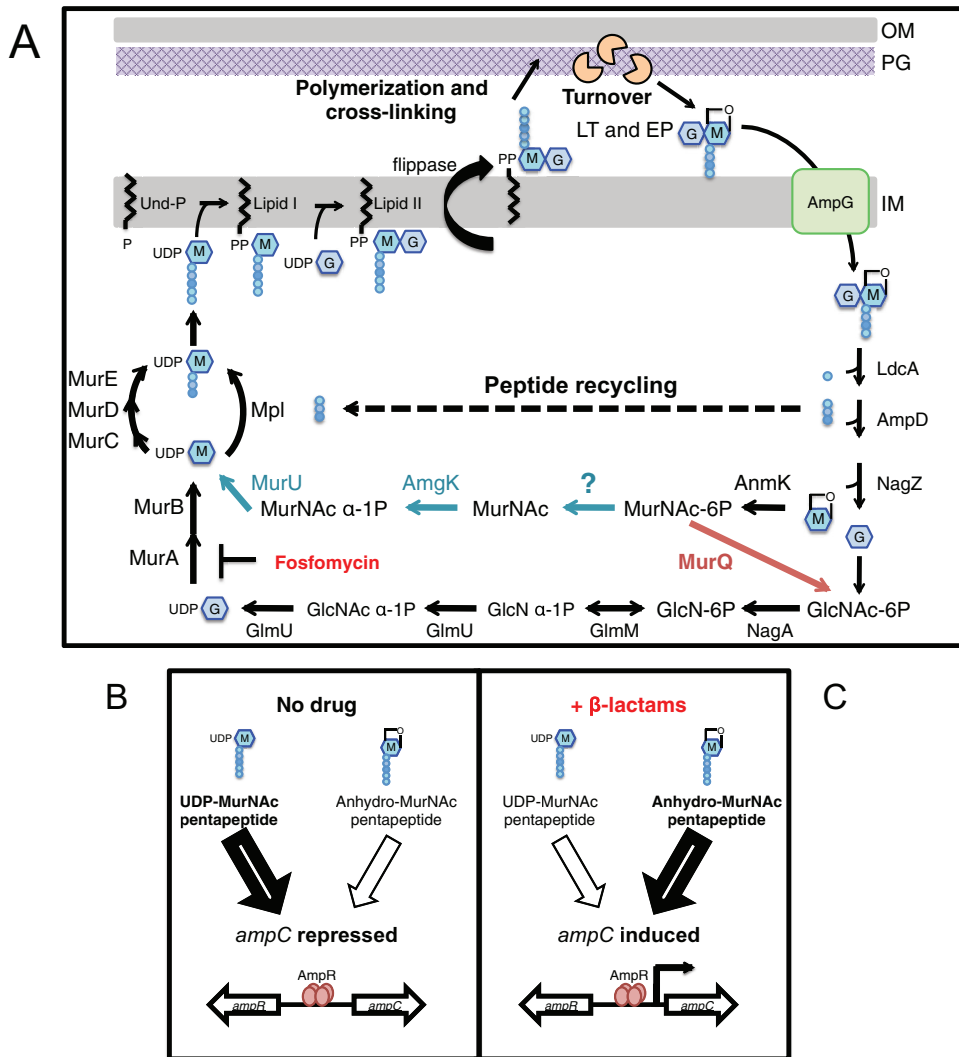 A
OM
PG
Polymerization and
cross-linking
Turnover
LT and EP
G
M
O
flippase
PP
M
G
Und-P
P
Lipid I
Lipid II
AmpG
IM
UDP
M
PP
M
UDP
G
PP
M
G
G
M
O
LdcA
UDP
M
Peptide recycling
MurE
MurD
MurC
Mpl
AmpD
UDP
M
MurU
AmgK
?
AnmK
NagZ
MurB
MurNAc α-1P
MurNAc
MurNAc-6P
O
M
G
MurA
Fosfomycin
MurQ
UDP
G
GlcNAc α-1P
GlcN α-1P
GlcN-6P
GlcNAc-6P
GlmU
GlmU
GlmM
NagA
B
No drug
UDP
M
O
M
UDP-MurNAc
pentapeptide
Anhydro-MurNAc
pentapeptide
ampC repressed
AmpR
ampR
ampC
C
+ β-lactams
UDP
M
O
M
UDP-MurNAc
pentapeptide
Anhydro-MurNAc
pentapeptide
ampC induced
AmpR
ampR
ampC